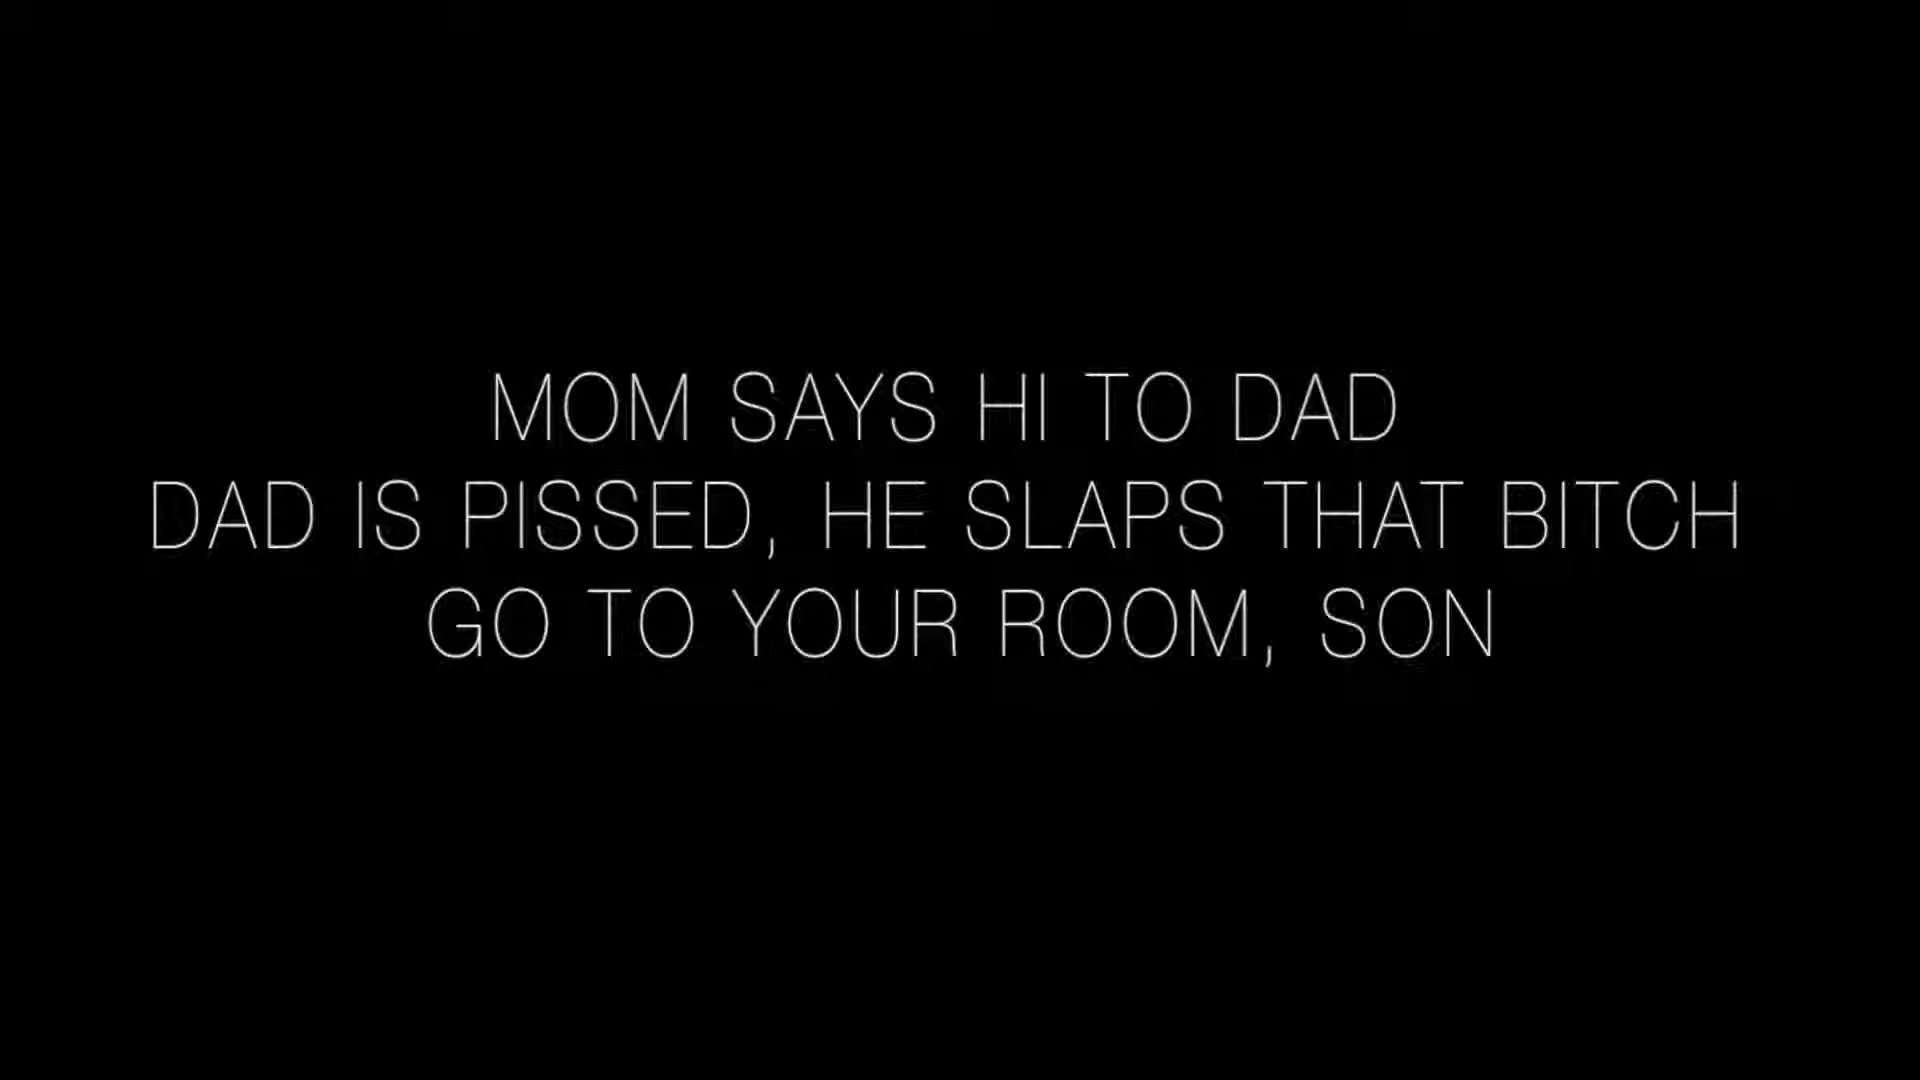 MOM SAYS HI TO DAD
DAD IS PISSED, HE SLAPS THAT BITCH
GO TO YOUR ROOM, SON